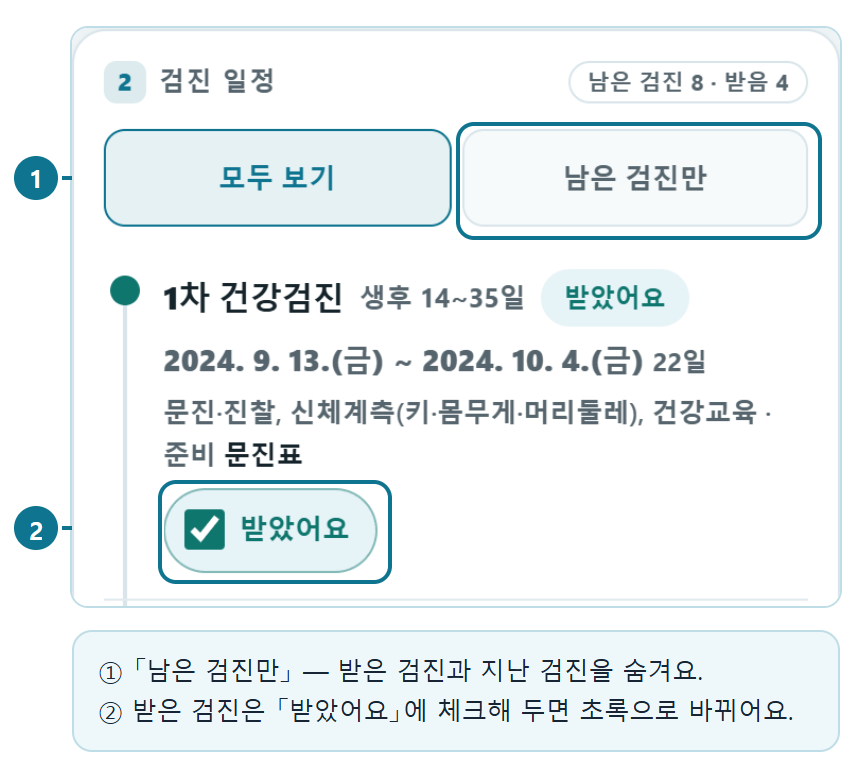 2 검진 일정
남은 검진 8 · 받음 4
1
모두 보기
남은 검진만
1차 건강검진 생후 14~35일 받았어요
2024. 9. 13.(금) ~ 2024. 10. 4.(금) 22일
문진·진찰, 신체계측(키·몸무게·머리둘레), 건강교육 ·
준비 문진표
2
받았어요
① 「남은 검진만」 — 받은 검진과 지난 검진을 숨겨요.
② 받은 검진은 「받았어요」에 체크해 두면 초록으로 바뀌어요.